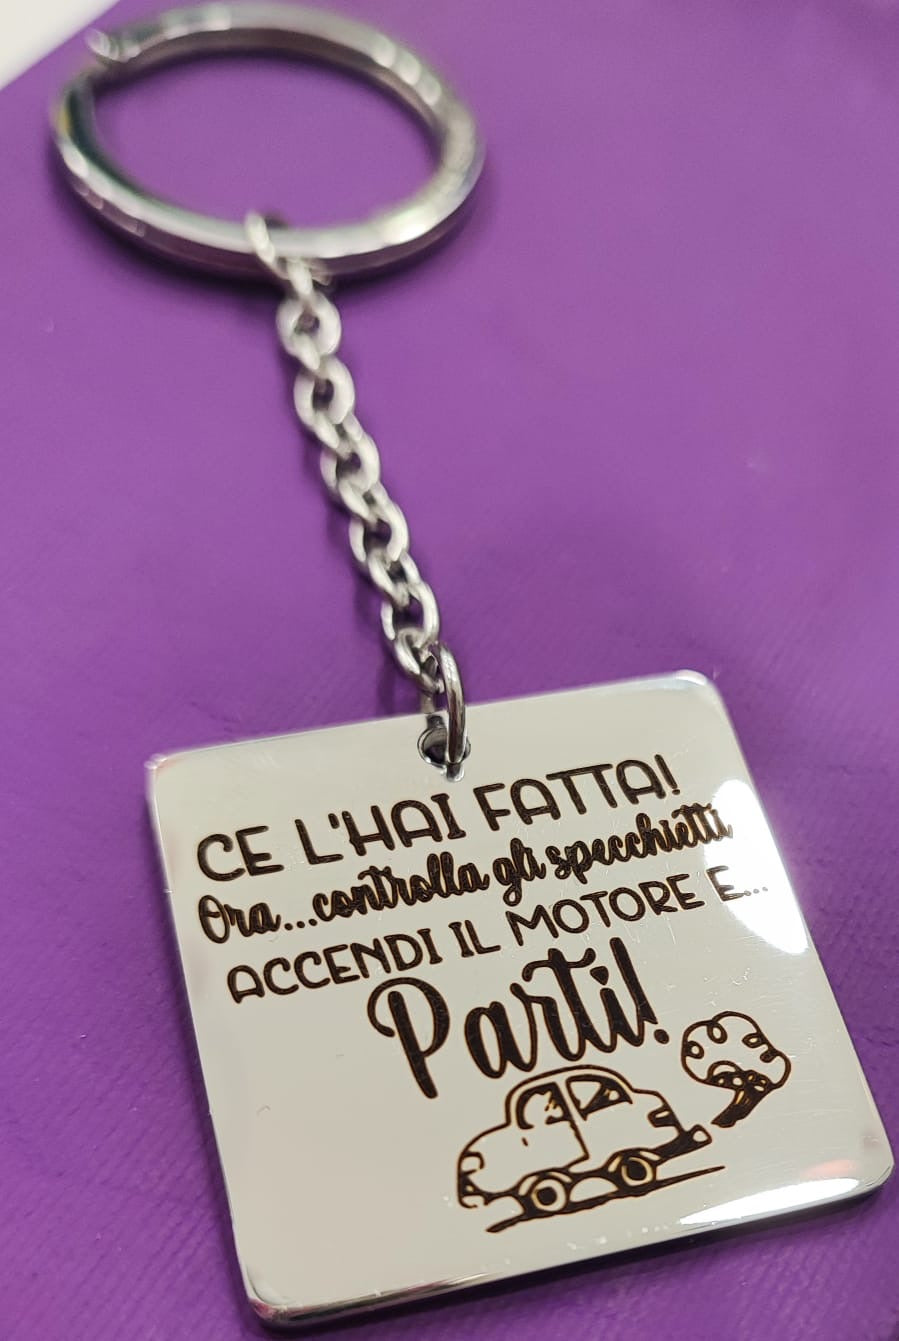 CE L'HAI FATTA!
Ora...controlla gli specchietti
ACCENDI IL MOTORE E...
Parti!